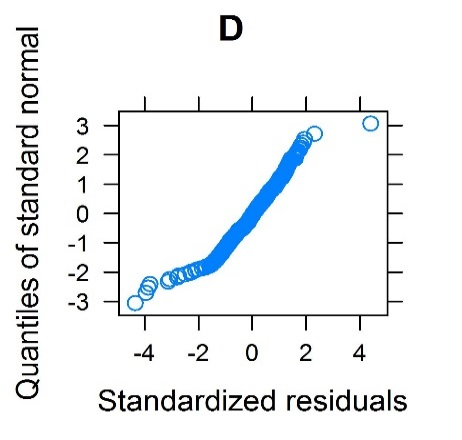 D
Quantiles of standard normal
3
2
1
0
-1
-2
-3
-4 -2 0 2 4
Standardized residuals